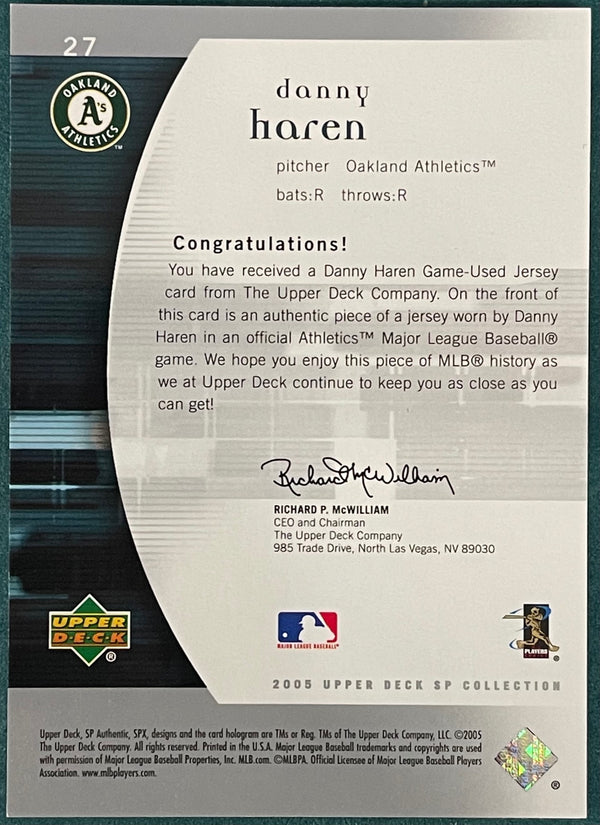 27
OAKLAND
A's
ATHLETICS
TM
danny
haren
pitcher Oakland Athletics™
bats:R throws:R
Congratulations!
You have received a Danny Haren Game-Used Jersey
card from The Upper Deck Company. On the front of
this card is an authentic piece of a jersey worn by Danny
Haren in an official Athletics™ Major League Baseball®
game. We hope you enjoy this piece of MLB® history as
we at Upper Deck continue to keep you as close as you
can get!
Richard McWilliam
RICHARD P. McWILLIAM
CEO and Chairman
The Upper Deck Company
985 Trade Drive, North Las Vegas, NV 89030
UPPER
D·E·C·K
®
MAJOR LEAGUE BASEBALL®
PLAYERS
CHOICE
®
2005 UPPER DECK SP COLLECTION
Upper Deck, SP Authentic, SPX, designs and the card hologram are TMs or Reg. TMs of The Upper Deck Company, LLC. ©2005
The Upper Deck Company. All rights reserved. Printed in the U.S.A. Major League Baseball trademarks and copyrights are used
with permission of Major League Baseball Properties, Inc. MLB.com. ©MLBPA. Official Licensee of Major League Baseball Players
Association. www.mlbplayers.com.
®